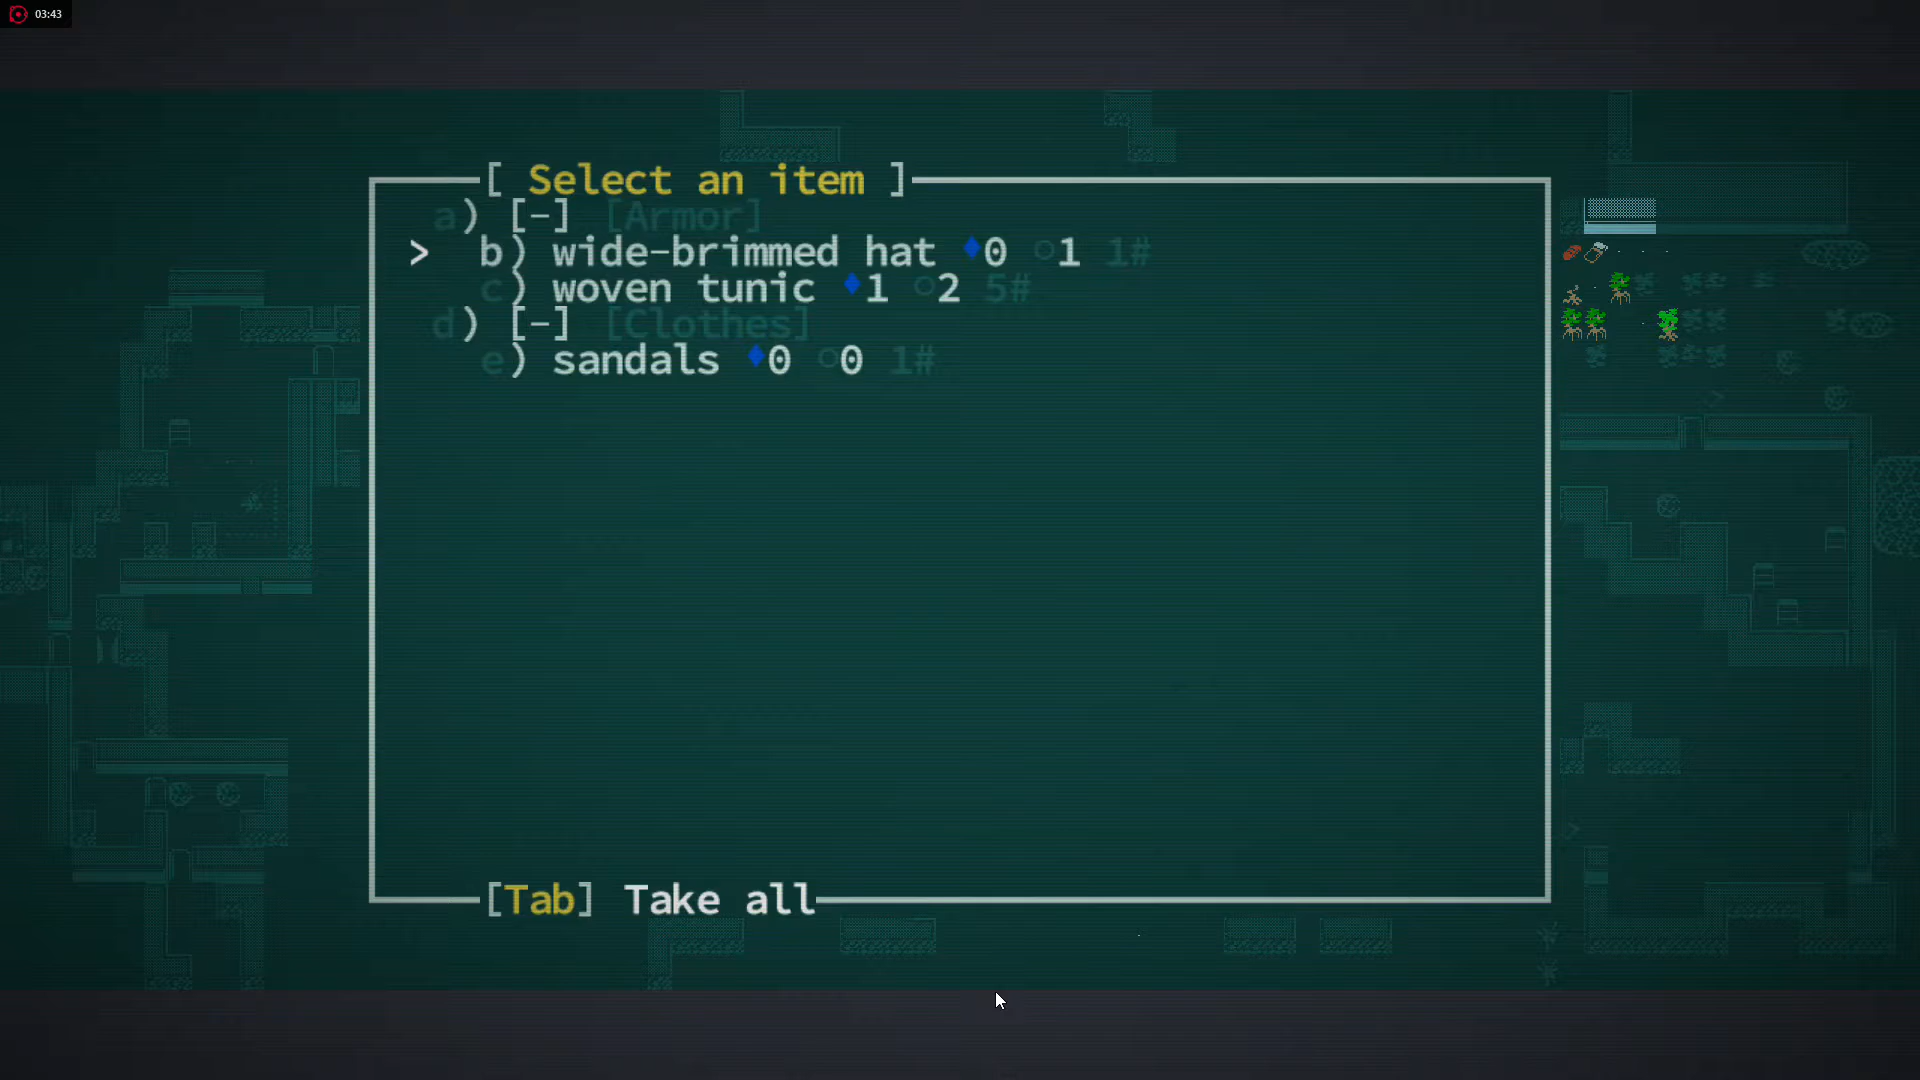 03:43
[ Select an item ]
a) [-] [Armor]
> b) wide-brimmed hat ♦0 ○1 1#
c) woven tunic ♦1 ○2 5#
d) [-] [Clothes]
e) sandals ♦0 ○0 1#
[Tab] Take all